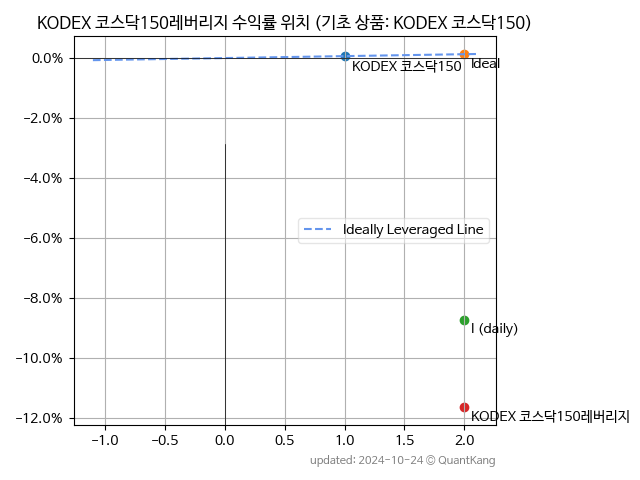 KODEX 코스닥150레버리지 수익률 위치 (기초 상품: KODEX 코스닥150)
0.0%
KODEX 코스닥150
Ideal
−2.0%
−4.0%
Ideally Leveraged Line
−6.0%
−8.0%
I (daily)
−10.0%
KODEX 코스닥150레버리지
−12.0%
−1.0 −0.5 0.0 0.5 1.0 1.5 2.0
updated: 2024-10-24 © QuantKang